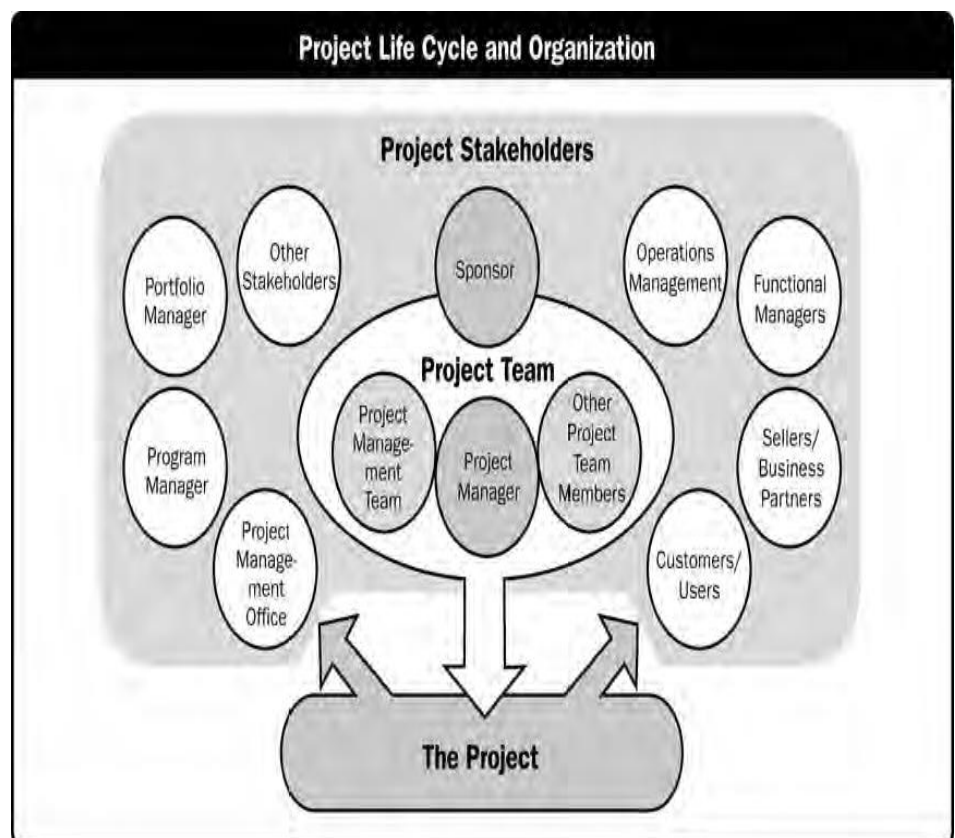 Project Life Cycle and Organization
Project Stakeholders
Portfolio
Manager
Other
Stakeholders
Sponsor
Operations
Management
Functional
Managers
Project Team
Project
Manage-
ment
Team
Project
Manager
Other
Project
Team
Members
Program
Manager
Sellers/
Business
Partners
Project
Manage-
ment
Office
Customers/
Users
The Project